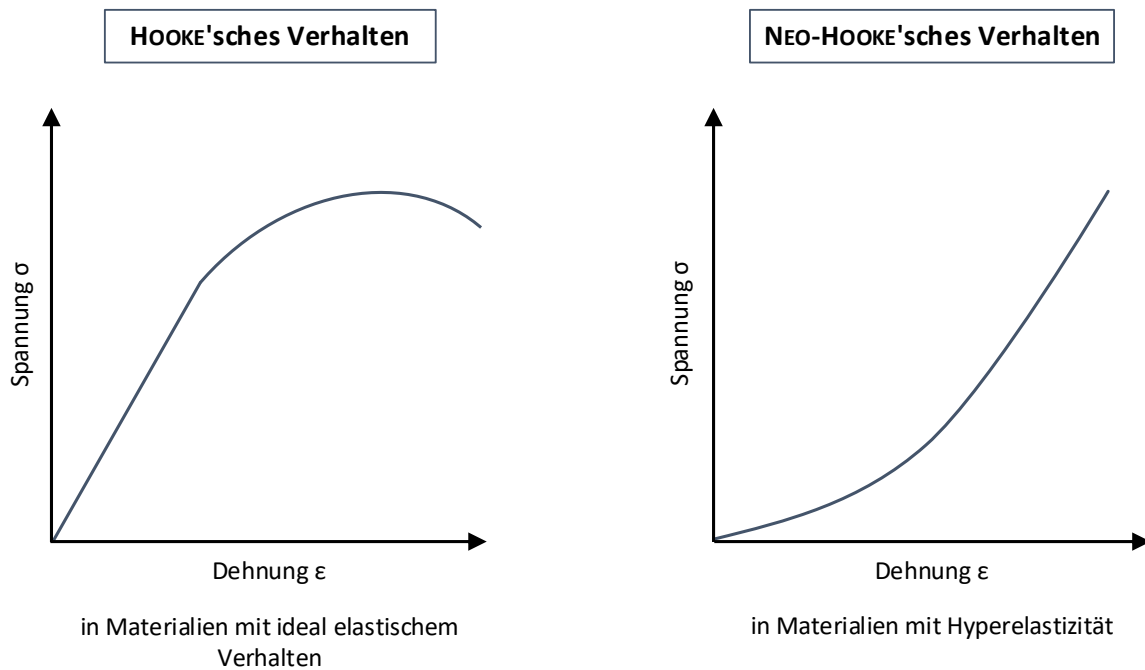 HOOKE'sches Verhalten
Spannung σ
Dehnung ε
in Materialien mit ideal elastischem
Verhalten
NEO-HOOKE'sches Verhalten
Spannung σ
Dehnung ε
in Materialien mit Hyperelastizität